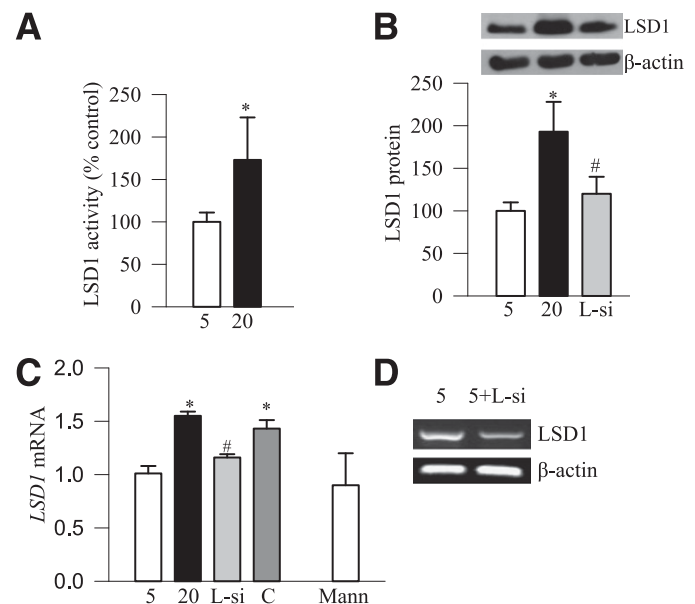 A
LSD1 activity (% control)
250
200
150
100
50
0
*
5 20
B
LSD1
β-actin
LSD1 protein
250
200
150
100
50
0
*
#
5 20 L-si
C
LSD1 mRNA
2.0
1.5
1.0
0.5
0.0
*
#
*
5 20 L-si C Mann
D
5 5+L-si
LSD1
β-actin